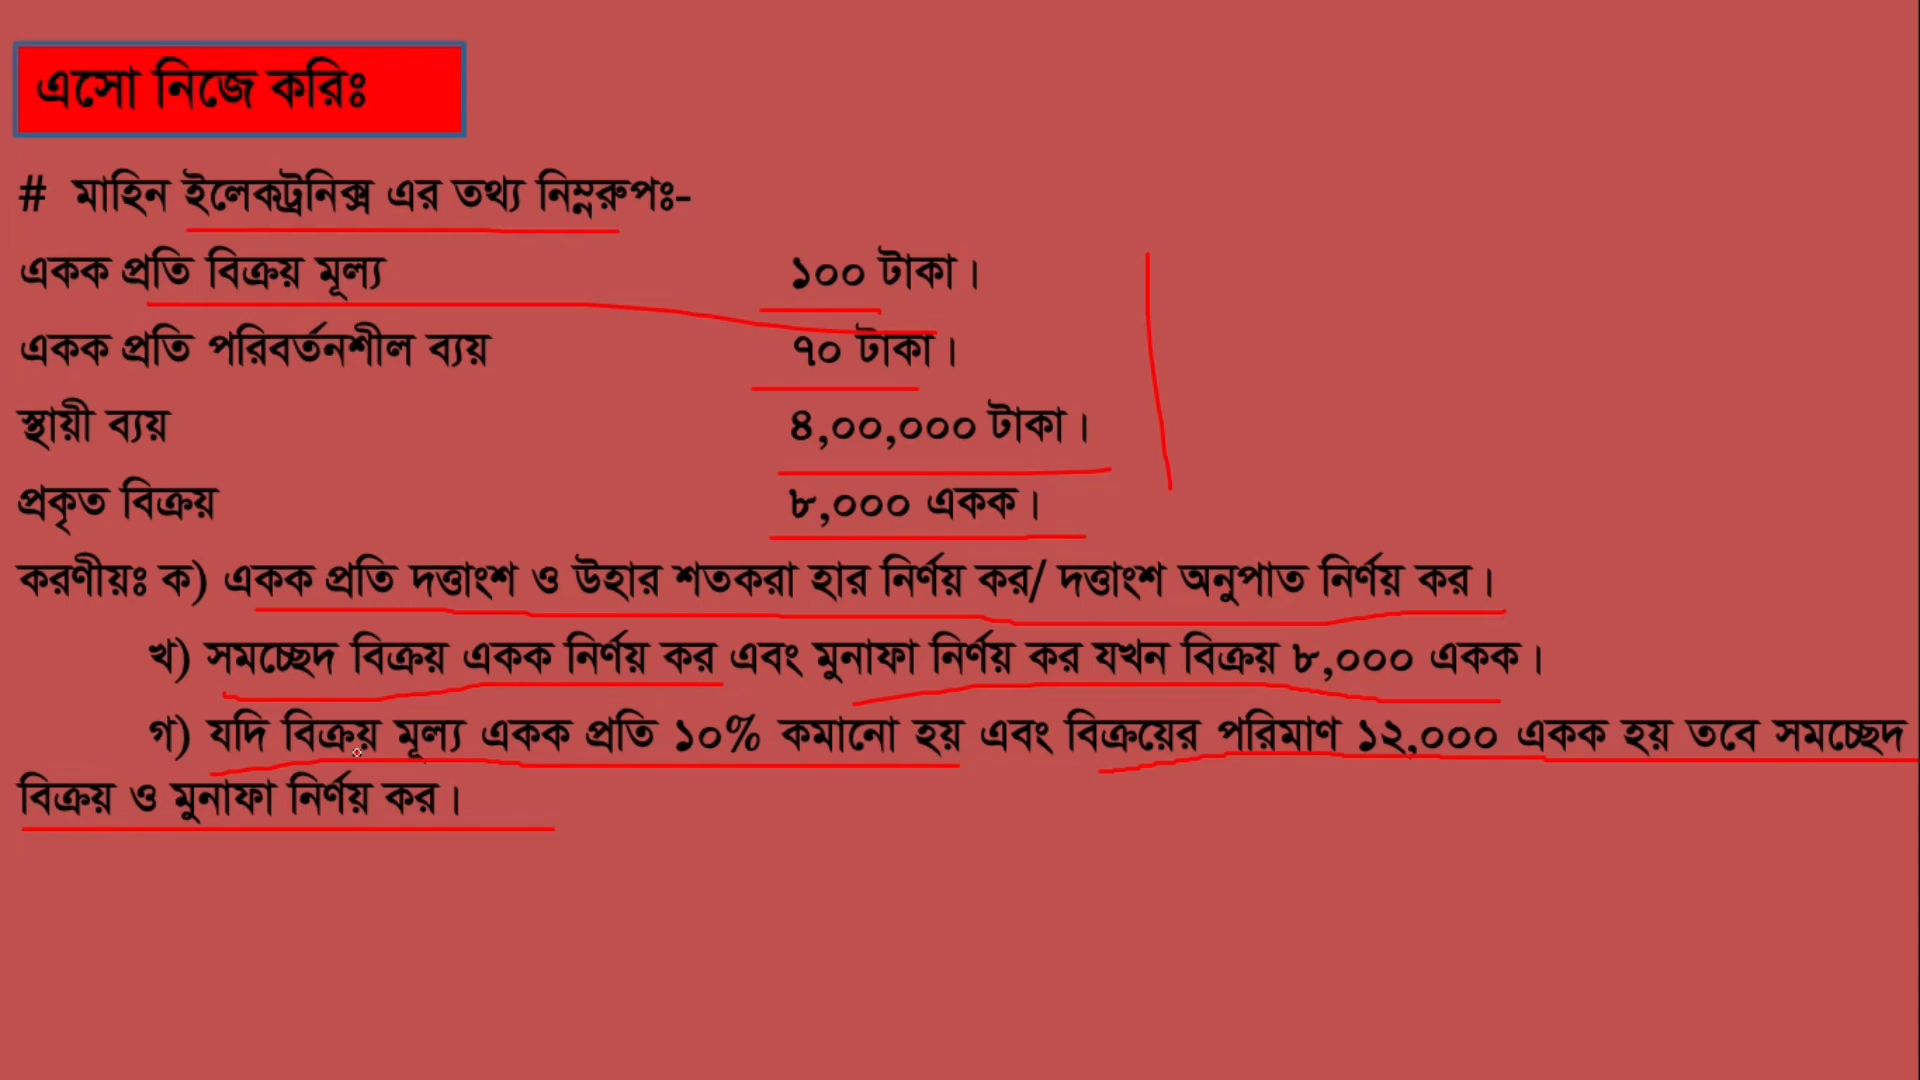 এসো নিজে করিঃ
# মাহিন ইলেকট্রনিক্স এর তথ্য নিম্নরুপঃ-
একক প্রতি বিক্রয় মূল্য ১০০ টাকা।
একক প্রতি পরিবর্তনশীল ব্যয় ৭০ টাকা।
স্থায়ী ব্যয় ৪,০০,০০০ টাকা।
প্রকৃত বিক্রয় ৮,০০০ একক।
করণীয়ঃ ক) একক প্রতি দত্তাংশ ও উহার শতকরা হার নির্ণয় কর/ দত্তাংশ অনুপাত নির্ণয় কর।
খ) সমচ্ছেদ বিক্রয় একক নির্ণয় কর এবং মুনাফা নির্ণয় কর যখন বিক্রয় ৮,০০০ একক।
গ) যদি বিক্রয় মূল্য একক প্রতি ১০% কমানো হয় এবং বিক্রয়ের পরিমাণ ১২,০০০ একক হয় তবে সমচ্ছেদ
বিক্রয় ও মুনাফা নির্ণয় কর।